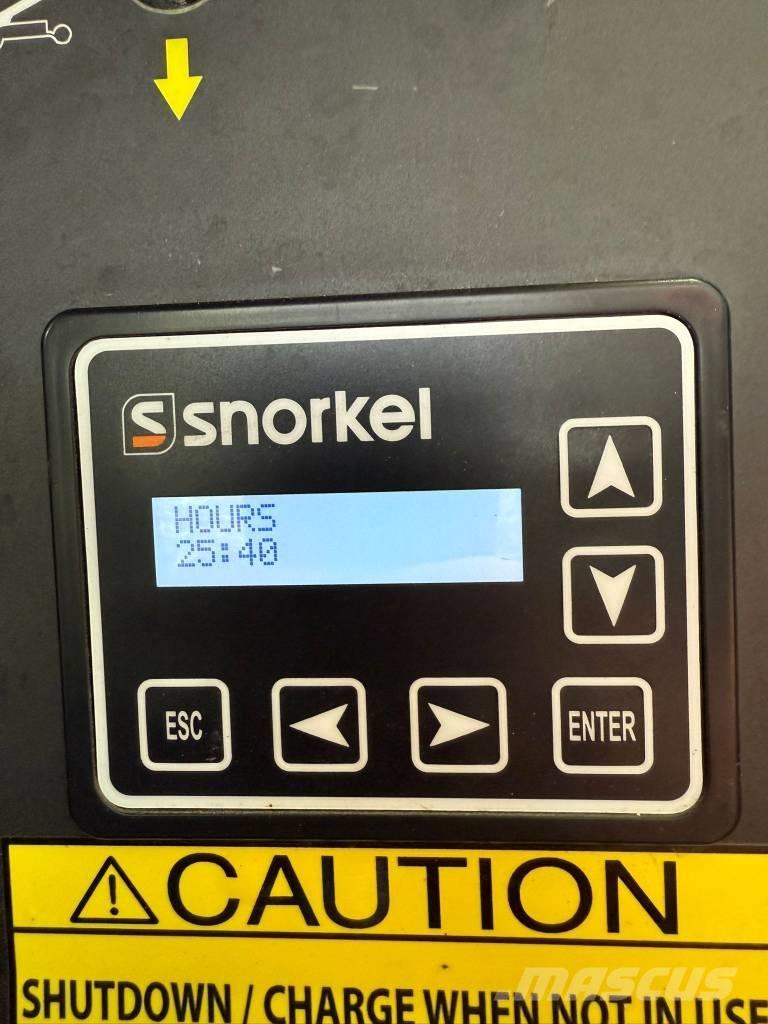 snorkel
HOURS
25:40
ESC
ENTER
CAUTION
SHUTDOWN / CHARGE WHEN NOT IN USE
MASCUS